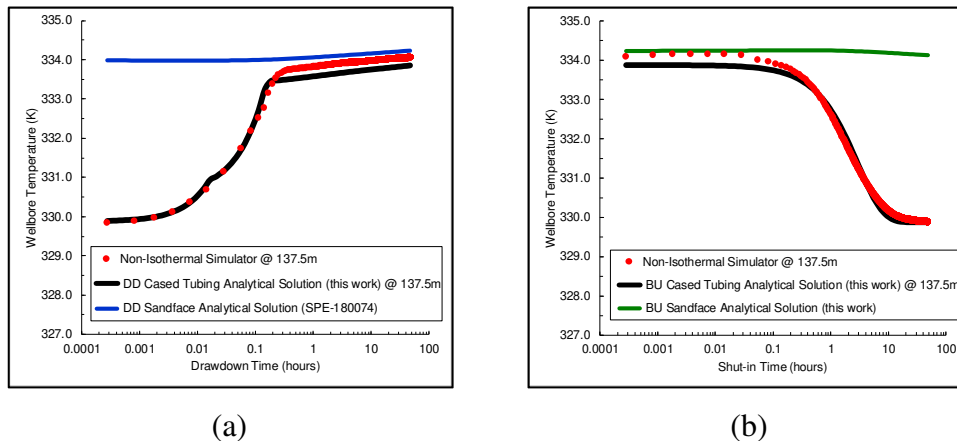 335.0
334.0
333.0
332.0
331.0
330.0
329.0
328.0
327.0
Wellbore Temperature (K)
Non-Isothermal Simulator @ 137.5m
DD Cased Tubing Analytical Solution (this work) @ 137.5m
DD Sandface Analytical Solution (SPE-180074)
0.0001 0.001 0.01 0.1 1 10 100
Drawdown Time (hours)
(a)
335.0
334.0
333.0
332.0
331.0
330.0
329.0
328.0
327.0
Wellbore Temperature (K)
Non-Isothermal Simulator @ 137.5m
BU Cased Tubing Analytical Solution (this work) @ 137.5m
BU Sandface Analytical Solution (this work)
0.0001 0.001 0.01 0.1 1 10 100
Shut-in Time (hours)
(b)